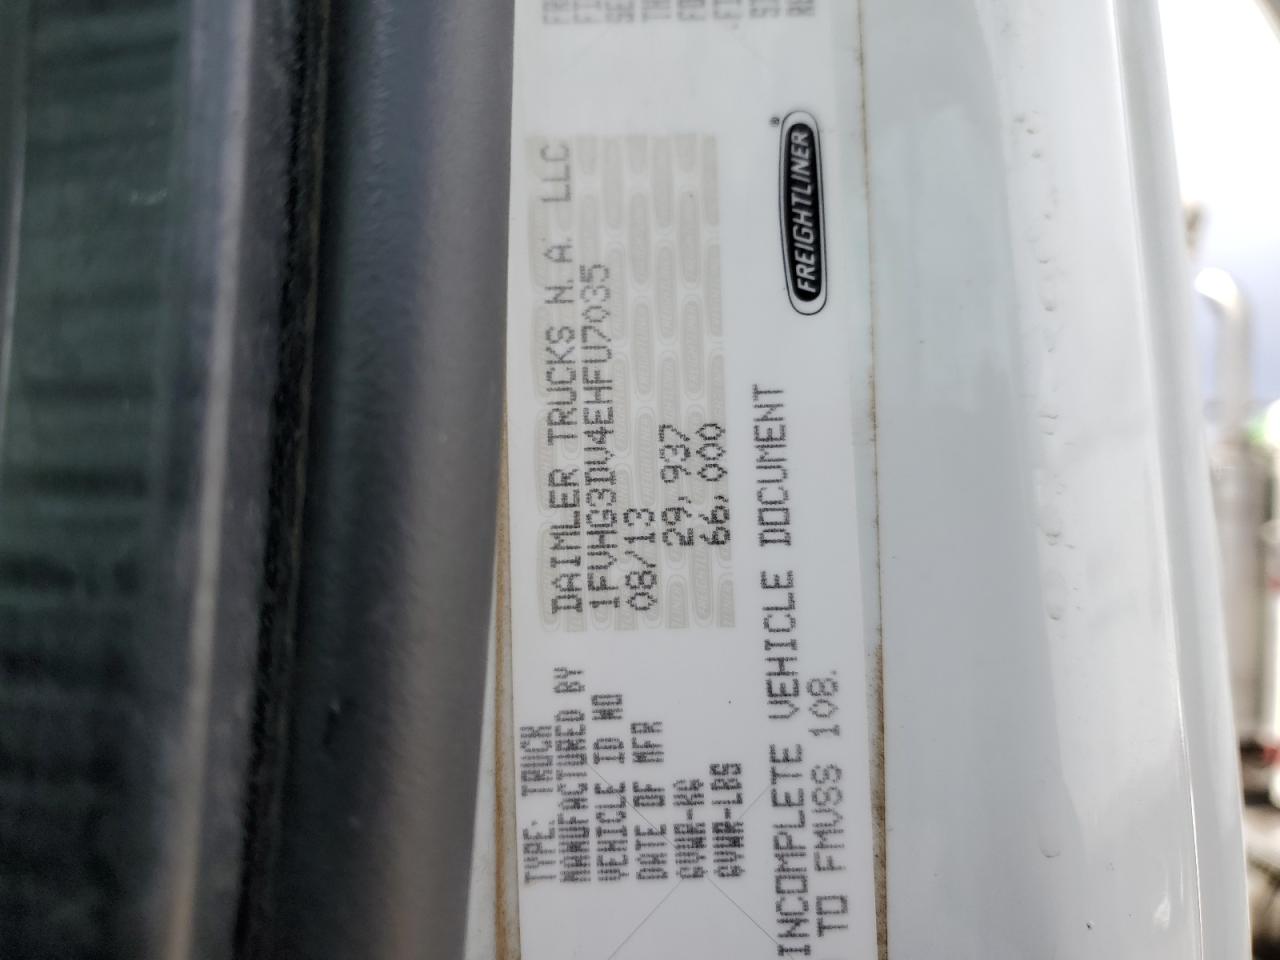 TYPE: TRUCK
MANUFACTURED BY DAIMLER TRUCKS N.A. LLC
VEHICLE ID NO 1FVHG3DV4EHFU7035
DATE OF MFR 08/13
GVWR-KG 29,937
GVWR-LBS 66,000
INCOMPLETE VEHICLE DOCUMENT
TO FMVSS 108.
FREIGHTLINER®